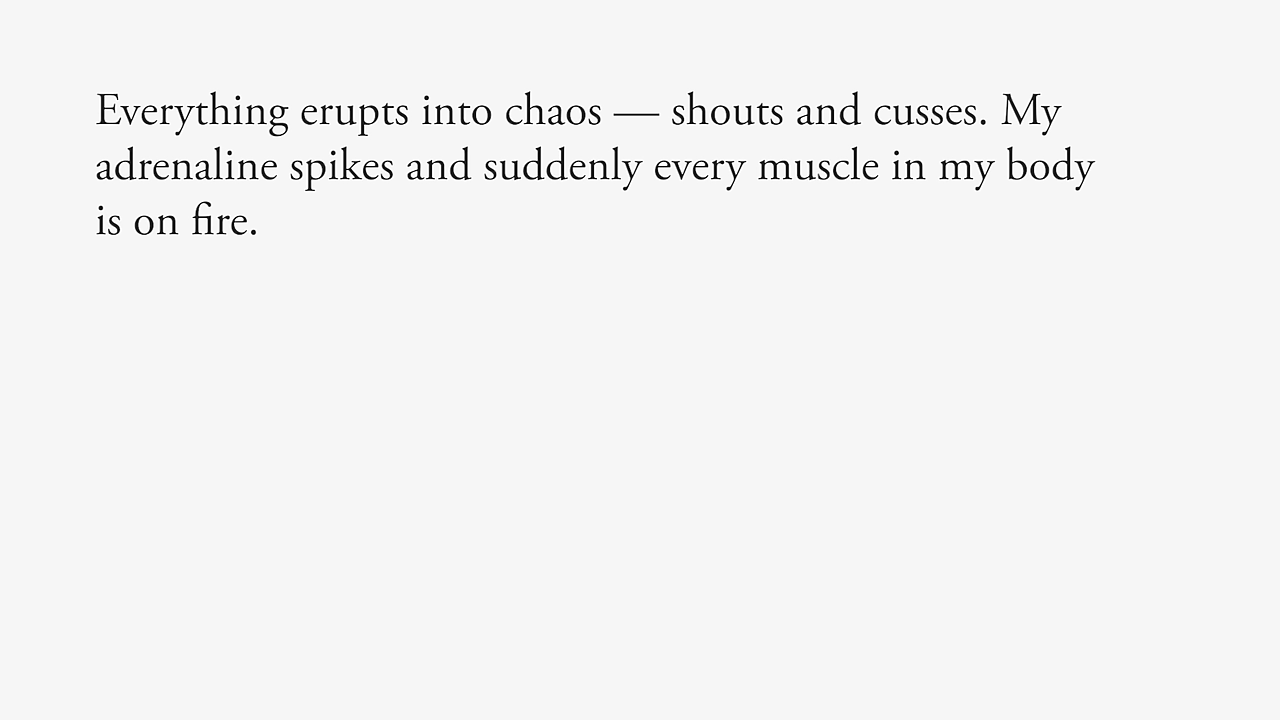 Everything erupts into chaos — shouts and cusses. My
adrenaline spikes and suddenly every muscle in my body
is on fire.